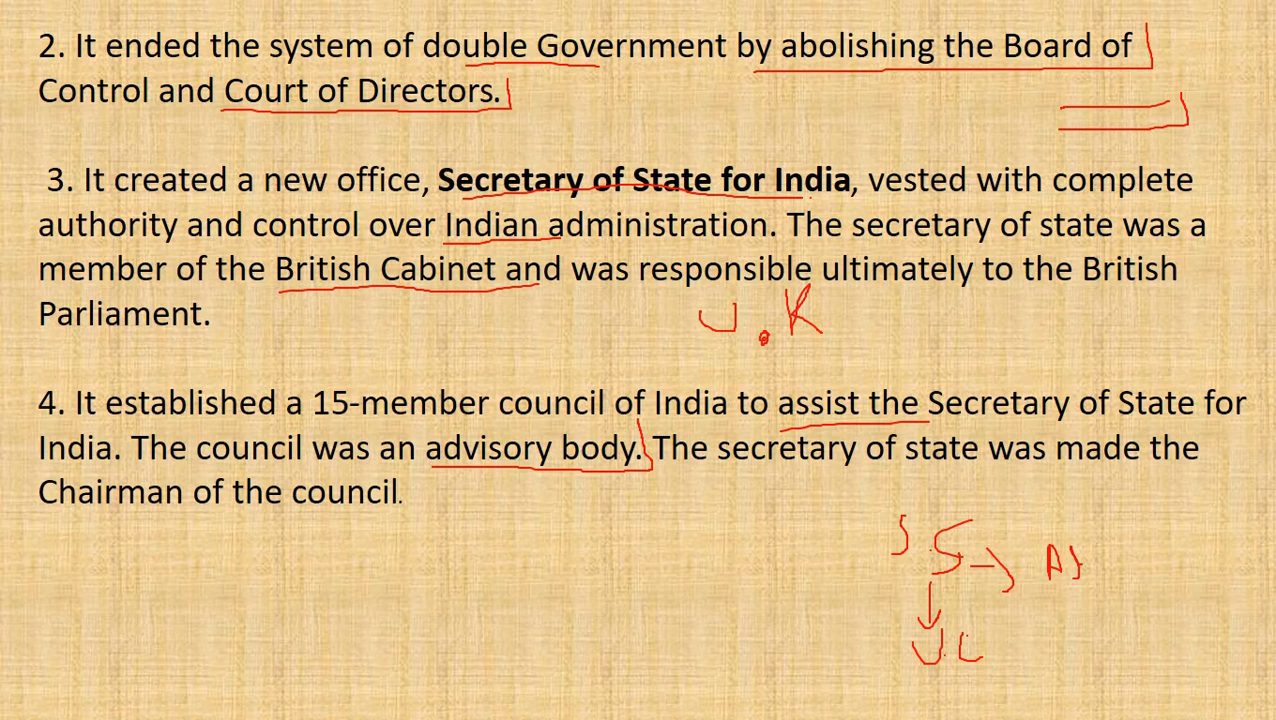 2. It ended the system of double Government by abolishing the Board of
Control and Court of Directors.
3. It created a new office, Secretary of State for India, vested with complete
authority and control over Indian administration. The secretary of state was a
member of the British Cabinet and was responsible ultimately to the British
Parliament.
U.K
4. It established a 15-member council of India to assist the Secretary of State for
India. The council was an advisory body. The secretary of state was made the
Chairman of the council.